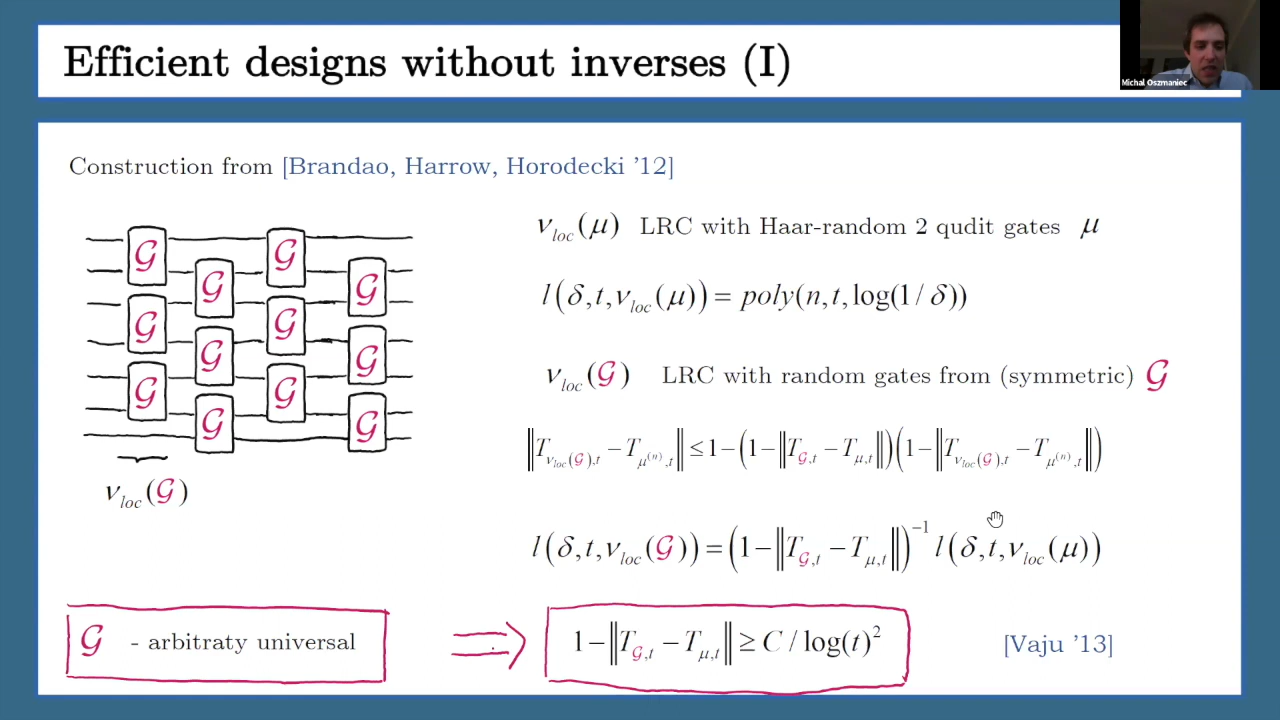 Efficient designs without inverses (I)
Michal Oszmaniec
Construction from [Brandao, Harrow, Horodecki '12]
𝒢 𝒢 𝒢 𝒢
𝒢 𝒢 𝒢 𝒢
𝒢 𝒢 𝒢 𝒢
ν_loc(𝒢)
ν_loc(μ) LRC with Haar-random 2 qudit gates μ
l(δ,t,ν_loc(μ)) = poly(n,t,log(1/δ))
ν_loc(𝒢) LRC with random gates from (symmetric) 𝒢
‖T_{ν_loc(𝒢),t} − T_{μ^(n),t}‖ ≤ 1−(1−‖T_{𝒢,t} − T_{μ,t}‖)(1−‖T_{ν_loc(𝒢),t} − T_{μ^(n),t}‖)
l(δ,t,ν_loc(𝒢)) = (1−‖T_{𝒢,t} − T_{μ,t}‖)^{−1} l(δ,t,ν_loc(μ))
𝒢 - arbitraty universal
⇒
1−‖T_{𝒢,t} − T_{μ,t}‖ ≥ C / log(t)^2
[Vaju '13]